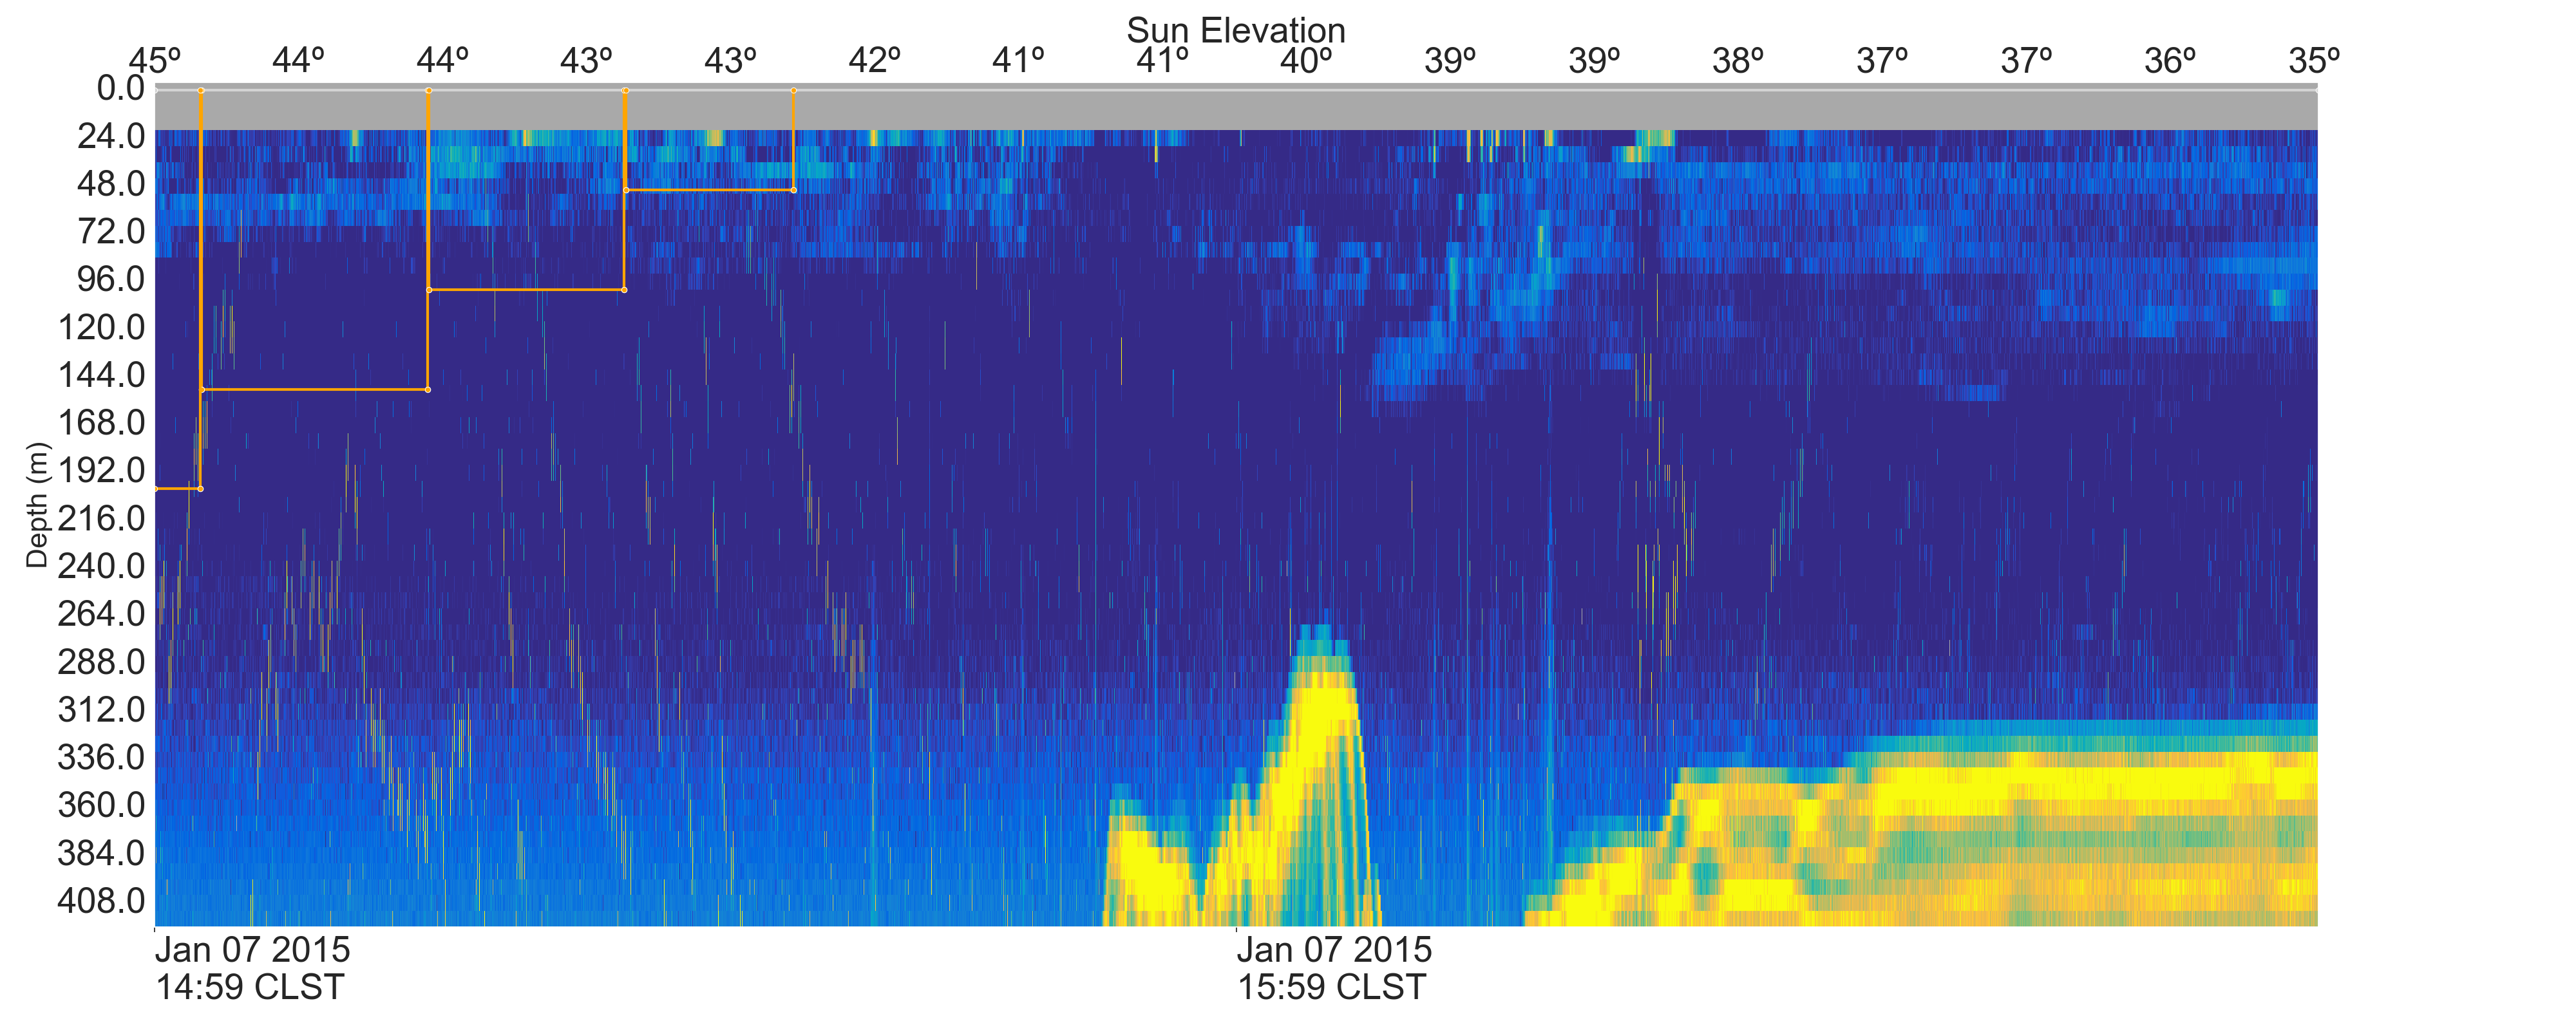 Sun Elevation
45º 44º 44º 43º 43º 42º 41º 41º 40º 39º 39º 38º 37º 37º 36º 35º
0.0
24.0
48.0
72.0
96.0
120.0
144.0
168.0
192.0
216.0
240.0
264.0
288.0
312.0
336.0
360.0
384.0
408.0
Depth (m)
Jan 07 2015
14:59 CLST
Jan 07 2015
15:59 CLST